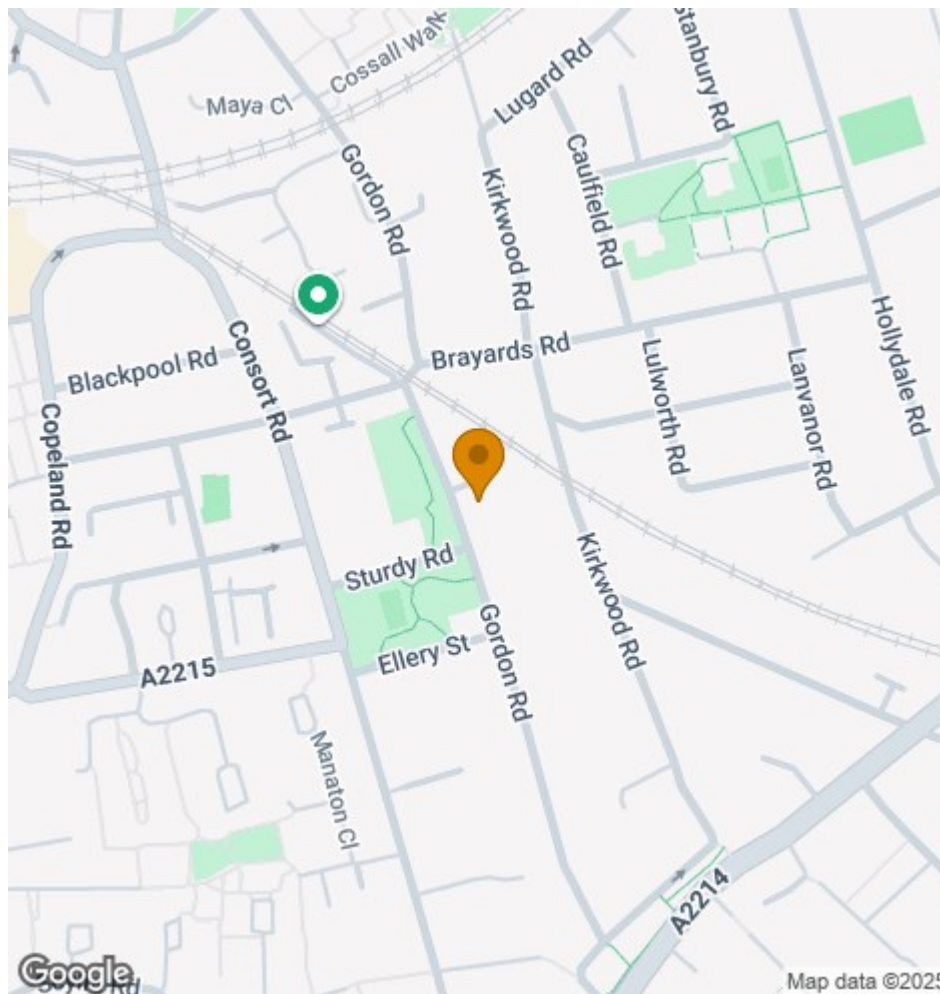 Cossall Walk
Stanbury Rd
Lugard Rd
Maya Cl
Gordon Rd
Caulfield Rd
Kirkwood Rd
Hollydale Rd
Consort Rd
Brayards Rd
Blackpool Rd
Lulworth Rd
Lanvanor Rd
Copeland Rd
Kirkwood Rd
Sturdy Rd
Gordon Rd
Ellery St
A2215
Manaton Cl
A2214
Google
Rd
Map data ©2025